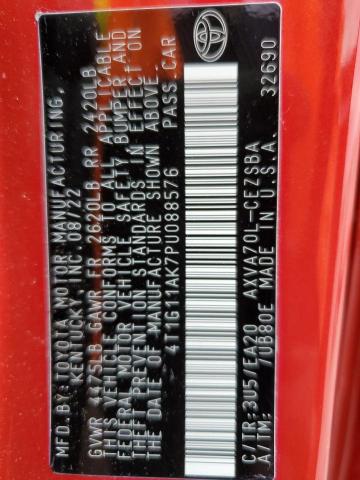 MFD. BY: TOYOTA MOTOR MANUFACTURING,
KENTUCKY, INC. 08/22
GVWR 4475LB GAWR FR 2620LB RR 2420LB
THIS VEHICLE CONFORMS TO ALL APPLICABLE
FEDERAL MOTOR VEHICLE SAFETY, BUMPER AND
THEFT PREVENTION STANDARDS IN EFFECT ON
THE DATE OF MANUFACTURE SHOWN ABOVE.
4T1G11AK7PU088576 PASS. CAR
C/TR:3U5/EA20 AXVA70L-CEZSBA
A/TM: /UB80E MADE IN U.S.A. 32690